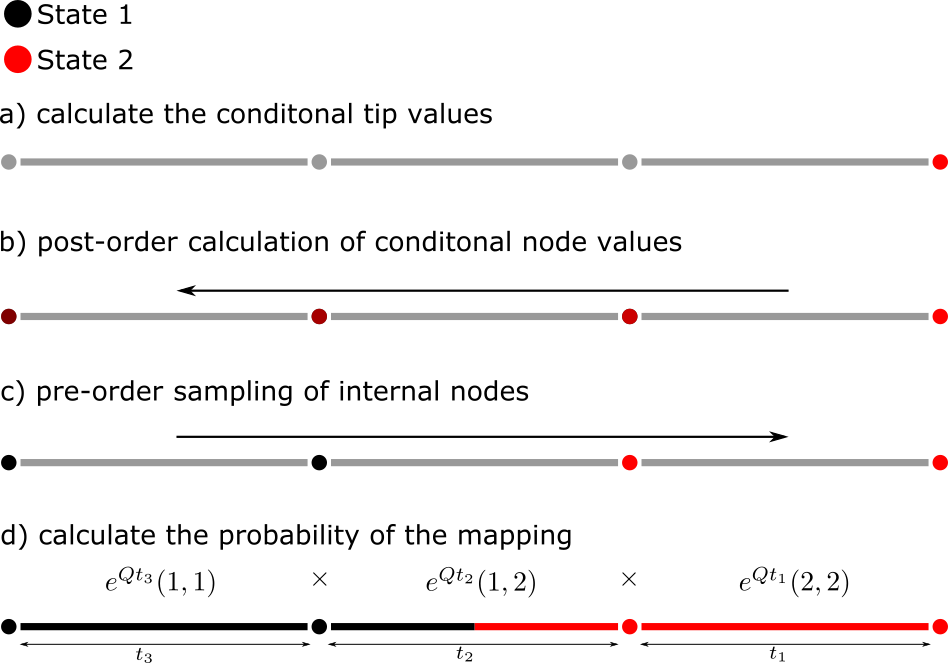 State 1
State 2
a) calculate the conditonal tip values
b) post-order calculation of conditonal node values
c) pre-order sampling of internal nodes
d) calculate the probability of the mapping
e^{Qt_3}(1, 1) × e^{Qt_2}(1, 2) × e^{Qt_1}(2, 2)
t_3 t_2 t_1